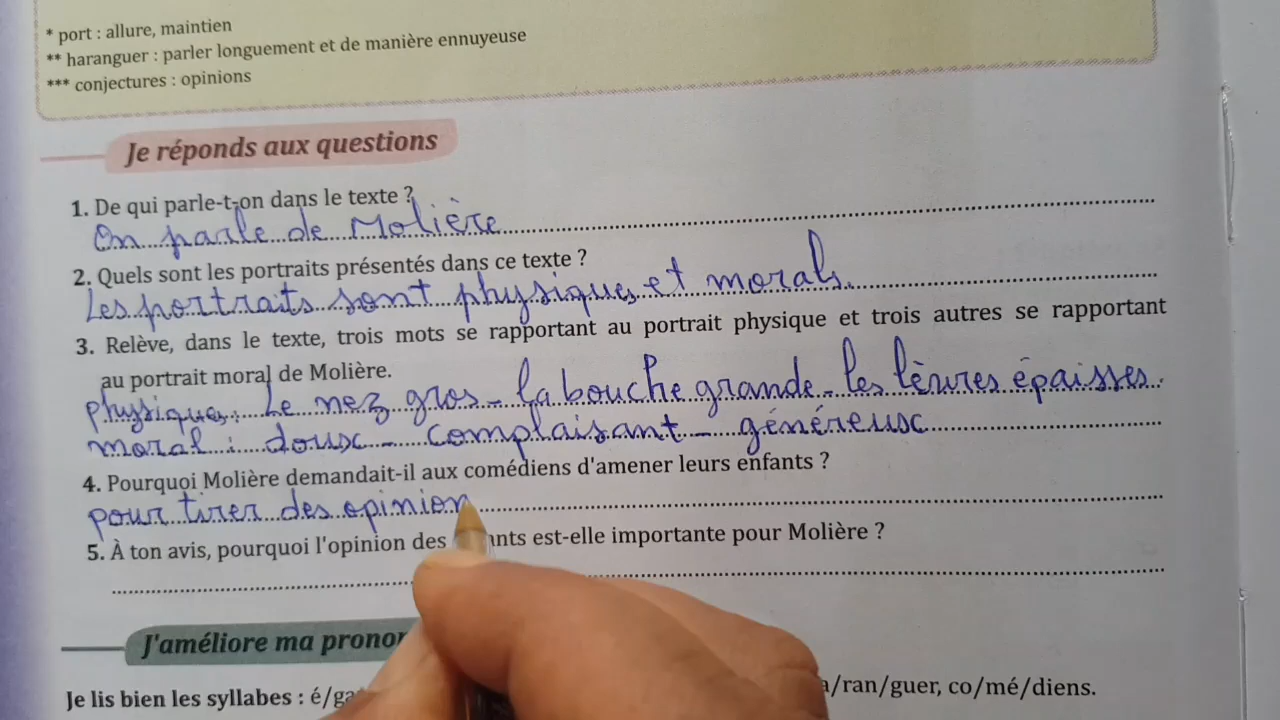 * port : allure, maintien
** haranguer : parler longuement et de manière ennuyeuse
*** conjectures : opinions
Je réponds aux questions
1. De qui parle-t-on dans le texte ?
On parle de Molière
2. Quels sont les portraits présentés dans ce texte ?
Les portraits sont physiques et morals.
3. Relève, dans le texte, trois mots se rapportant au portrait physique et trois autres se rapportant
au portrait moral de Molière.
physiques : Le nez gros - la bouche grande - les lèvres épaisses.
moral : doux - complaisant - généreux
4. Pourquoi Molière demandait-il aux comédiens d'amener leurs enfants ?
pour tirer des opinion
5. À ton avis, pourquoi l'opinion des est-elle importante pour Molière ?
J'améliore ma
Je lis bien les syllabes : /ran/guer, co/mé/diens.